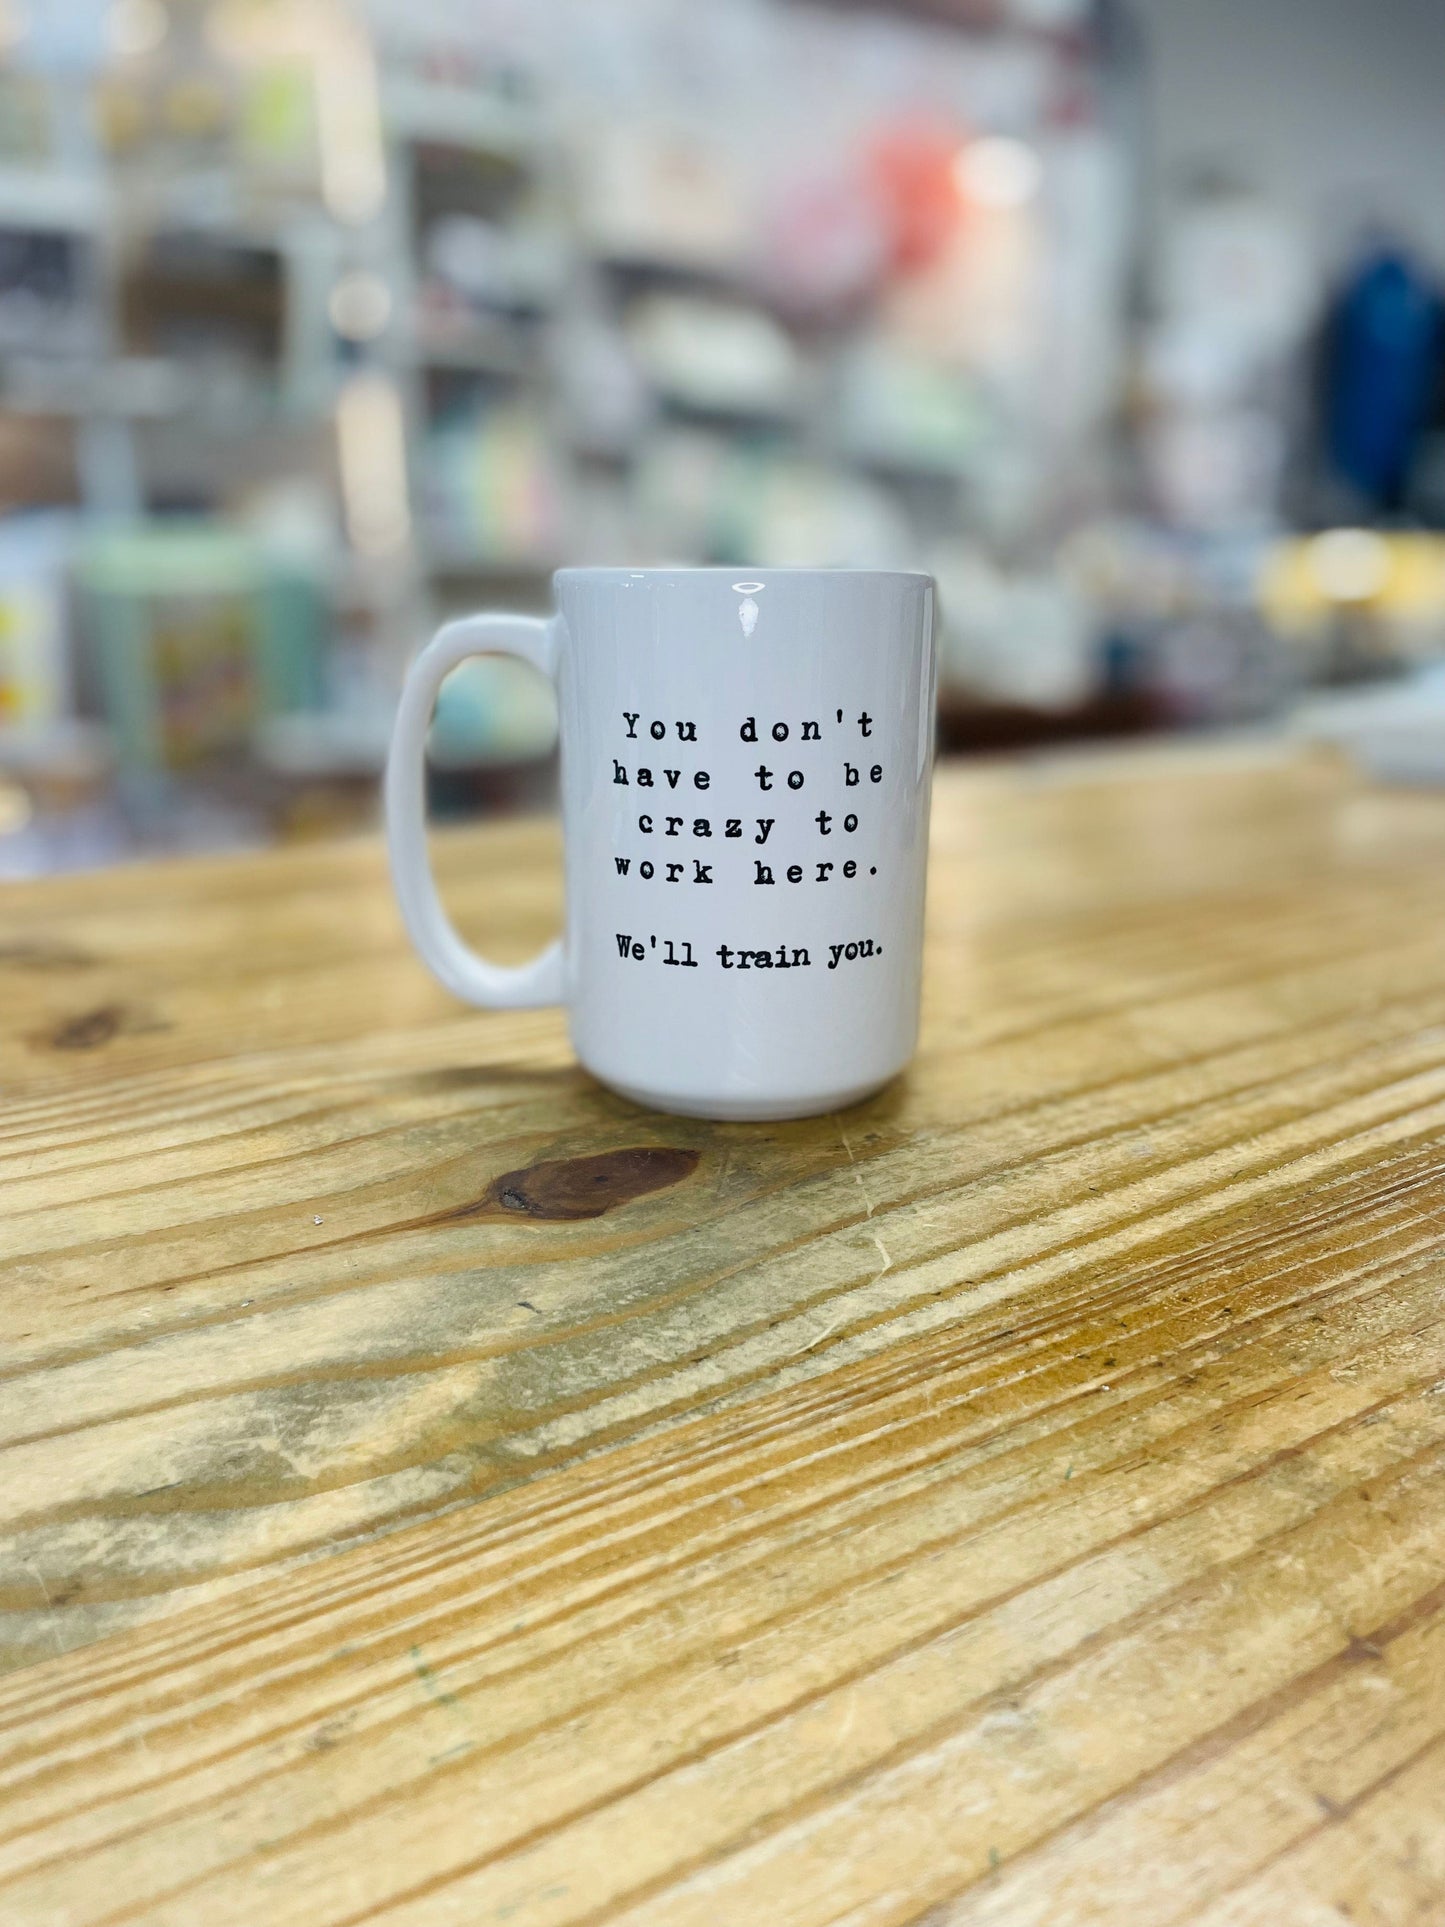 You don't
have to be
crazy to
work here.
We'll train you.